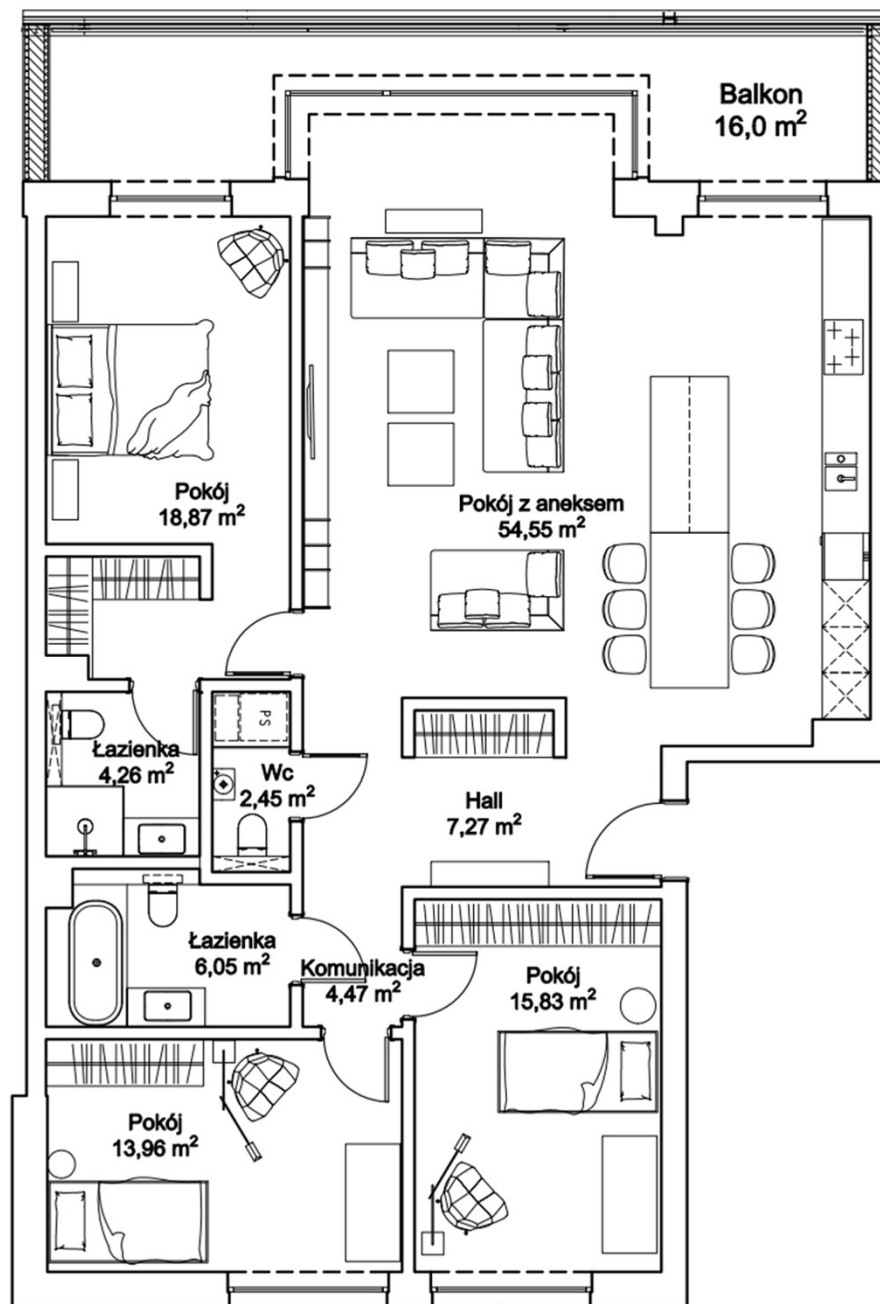 Balkon
16,0 m²
Pokój
18,87 m²
Pokój z aneksem
54,55 m²
PS
Łazienka
4,26 m²
Wc
2,45 m²
Hall
7,27 m²
Łazienka
6,05 m²
Komunikacja
4,47 m²
Pokój
15,83 m²
Pokój
13,96 m²